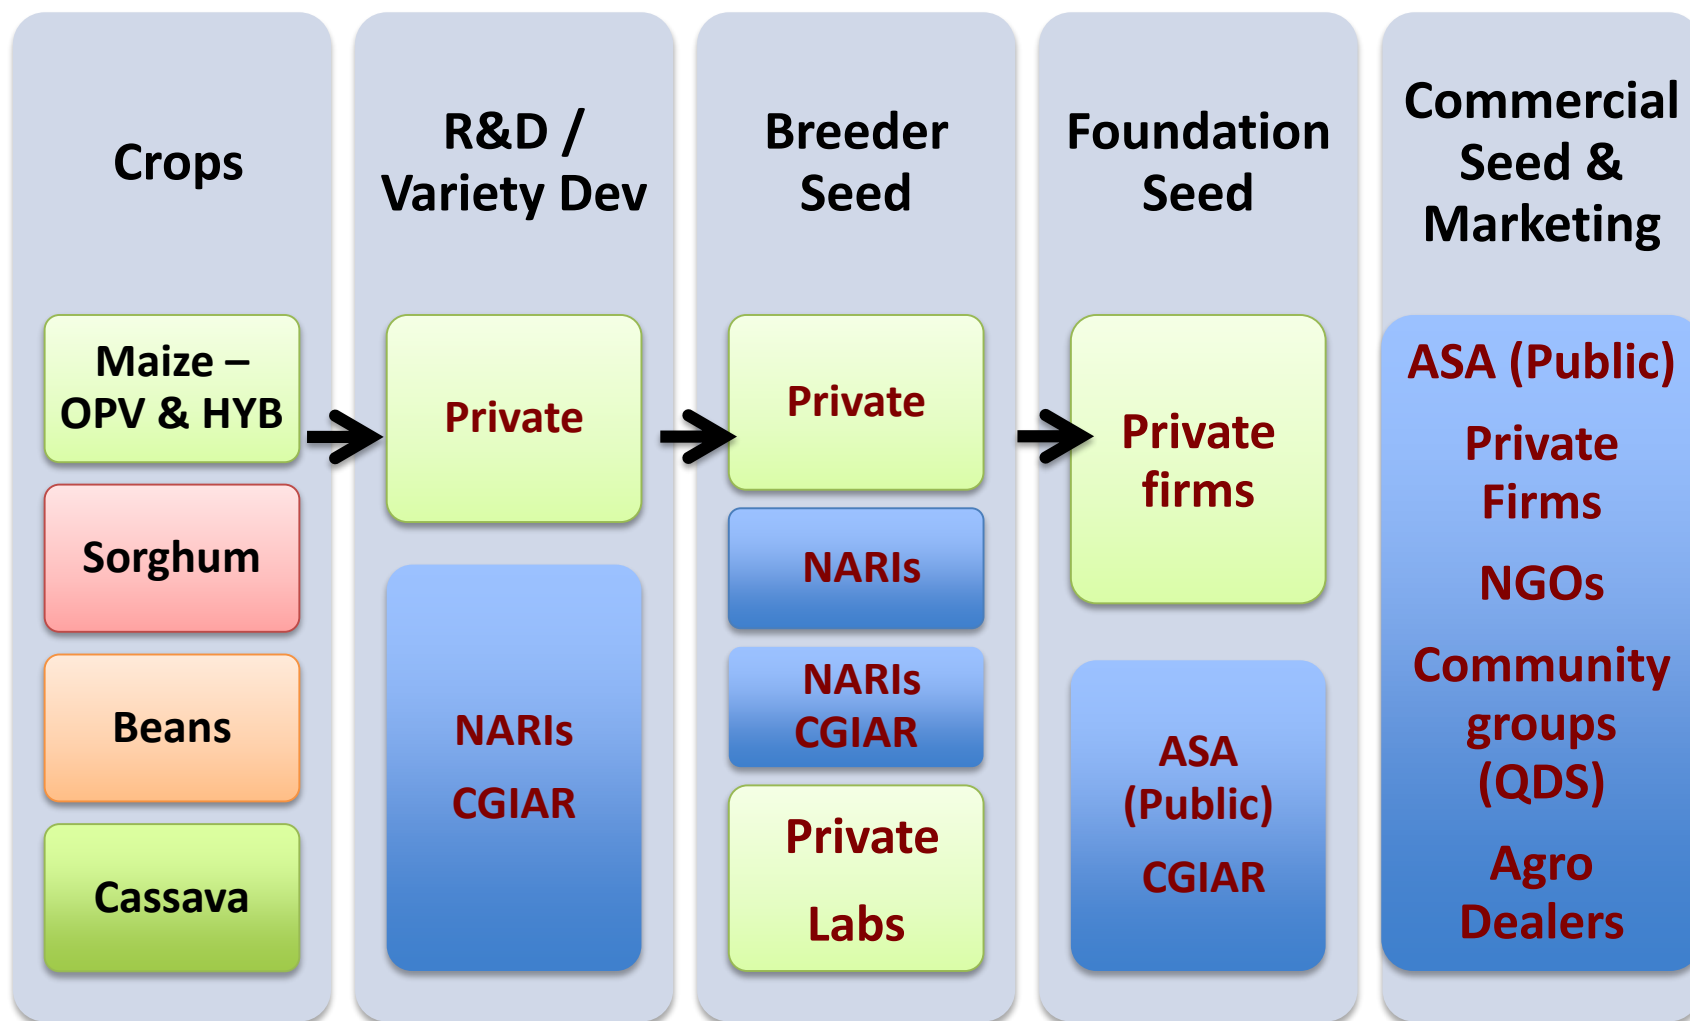 Crops
Maize –
OPV & HYB
Sorghum
Beans
Cassava
R&D /
Variety Dev
Private
NARIs
CGIAR
Breeder
Seed
Private
NARIs
NARIs
CGIAR
Private
Labs
Foundation
Seed
Private
firms
ASA
(Public)
CGIAR
Commercial
Seed &
Marketing
ASA (Public)
Private
Firms
NGOs
Community
groups
(QDS)
Agro
Dealers